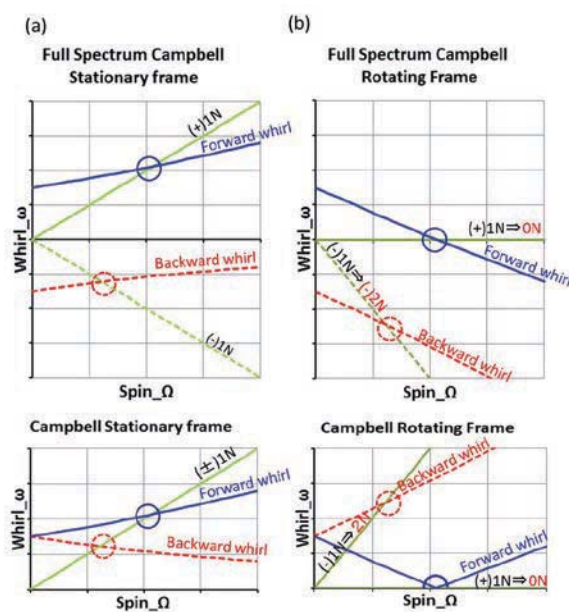 (a)
Full Spectrum Campbell
Stationary frame
Whirl_ω
(+)1N
Forward whirl
Backward whirl
(-)1N
Spin_Ω
(b)
Full Spectrum Campbell
Rotating Frame
(+)1N⇒0N
Forward whirl
(-)1N⇒
(-)2N
Backward whirl
Whirl_ω
Spin_Ω
Campbell Stationary frame
Whirl_ω
(±)1N
Forward whirl
Backward whirl
Spin_Ω
Campbell Rotating Frame
Whirl_ω
Backward whirl
(-)1N⇒2N
Forward whirl
(+)1N⇒0N
Spin_Ω